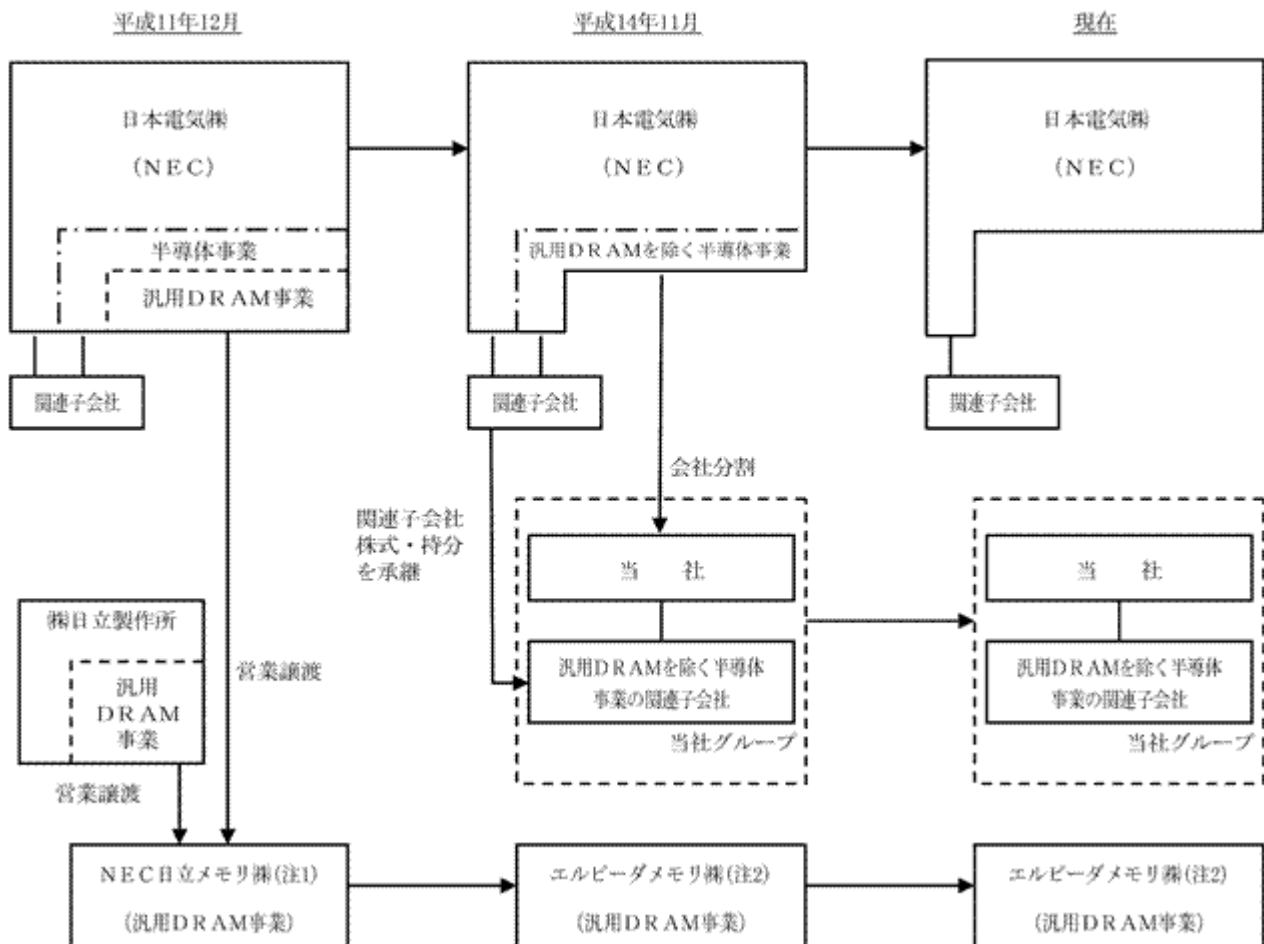 平成11年12月
平成14年11月
現在
日本電気㈱
(NEC)
半導体事業
汎用DRAM事業
関連子会社
日本電気㈱
(NEC)
汎用DRAMを除く半導体事業
関連子会社
日本電気㈱
(NEC)
関連子会社
会社分割
関連子会社
株式・持分
を承継
当 社
汎用DRAMを除く半導体
事業の関連子会社
当社グループ
当 社
汎用DRAMを除く半導体
事業の関連子会社
当社グループ
㈱日立製作所
汎用
DRAM
事業
営業譲渡
営業譲渡
NEC日立メモリ㈱(注1)
(汎用DRAM事業)
エルピーダメモリ㈱(注2)
(汎用DRAM事業)
エルピーダメモリ㈱(注2)
(汎用DRAM事業)